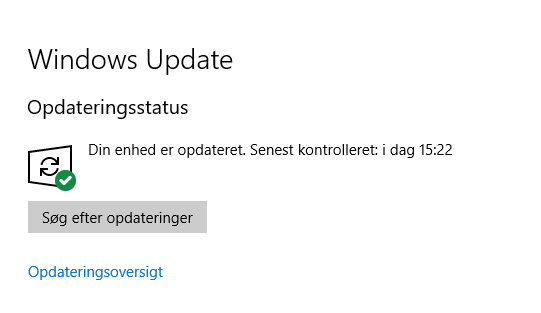 Windows Update
Opdateringsstatus
Din enhed er opdateret. Senest kontrolleret: i dag 15:22
Søg efter opdateringer
Opdateringsoversigt